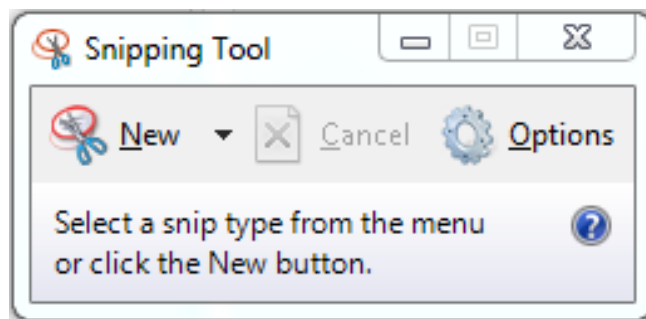 Snipping Tool
New Cancel Options
Select a snip type from the menu
or click the New button.